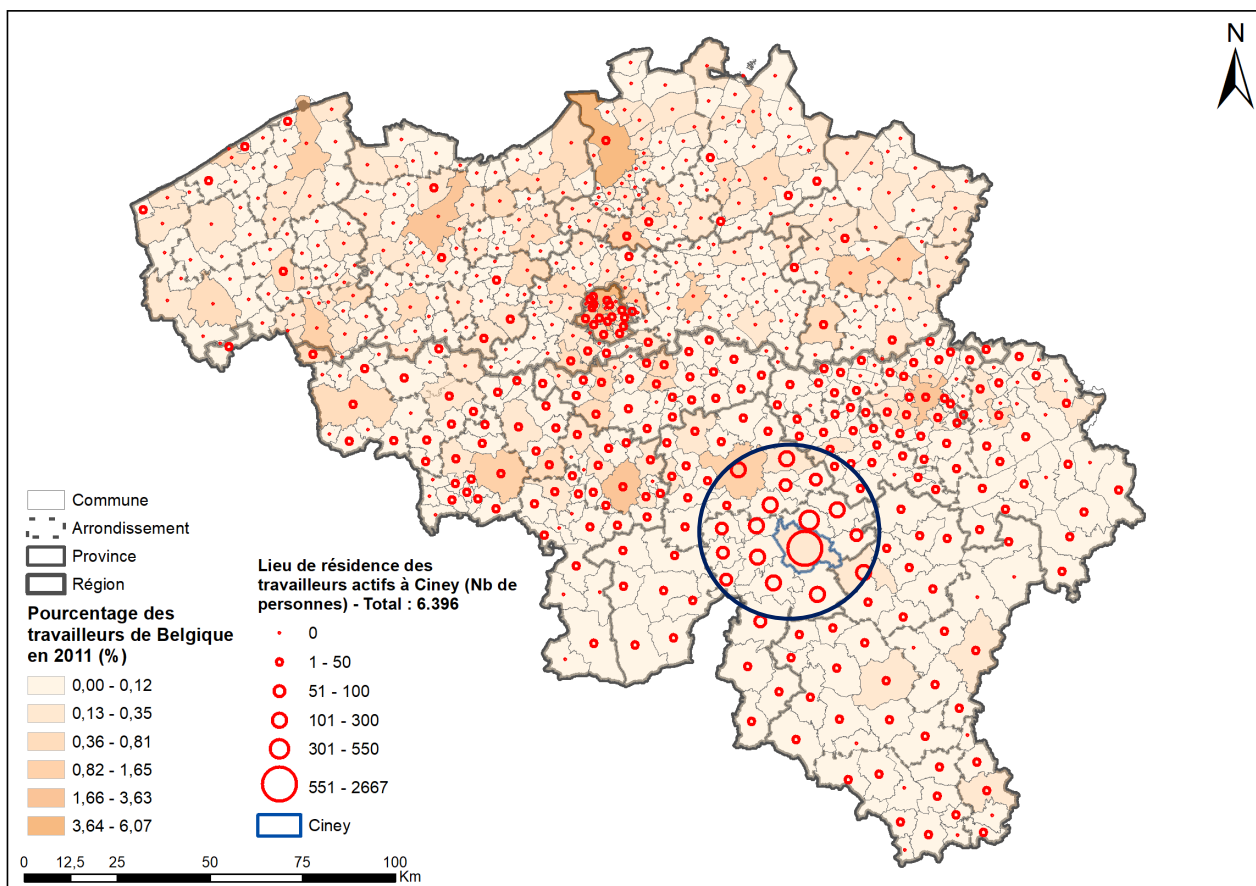 N
Commune
Arrondissement
Province
Région
Pourcentage des
travailleurs de Belgique
en 2011 (%)
0,00 - 0,12
0,13 - 0,35
0,36 - 0,81
0,82 - 1,65
1,66 - 3,63
3,64 - 6,07
Lieu de résidence des
travailleurs actifs à Ciney (Nb de
personnes) - Total : 6.396
0
1 - 50
51 - 100
101 - 300
301 - 550
551 - 2667
Ciney
0 12,5 25 50 75 100
Km